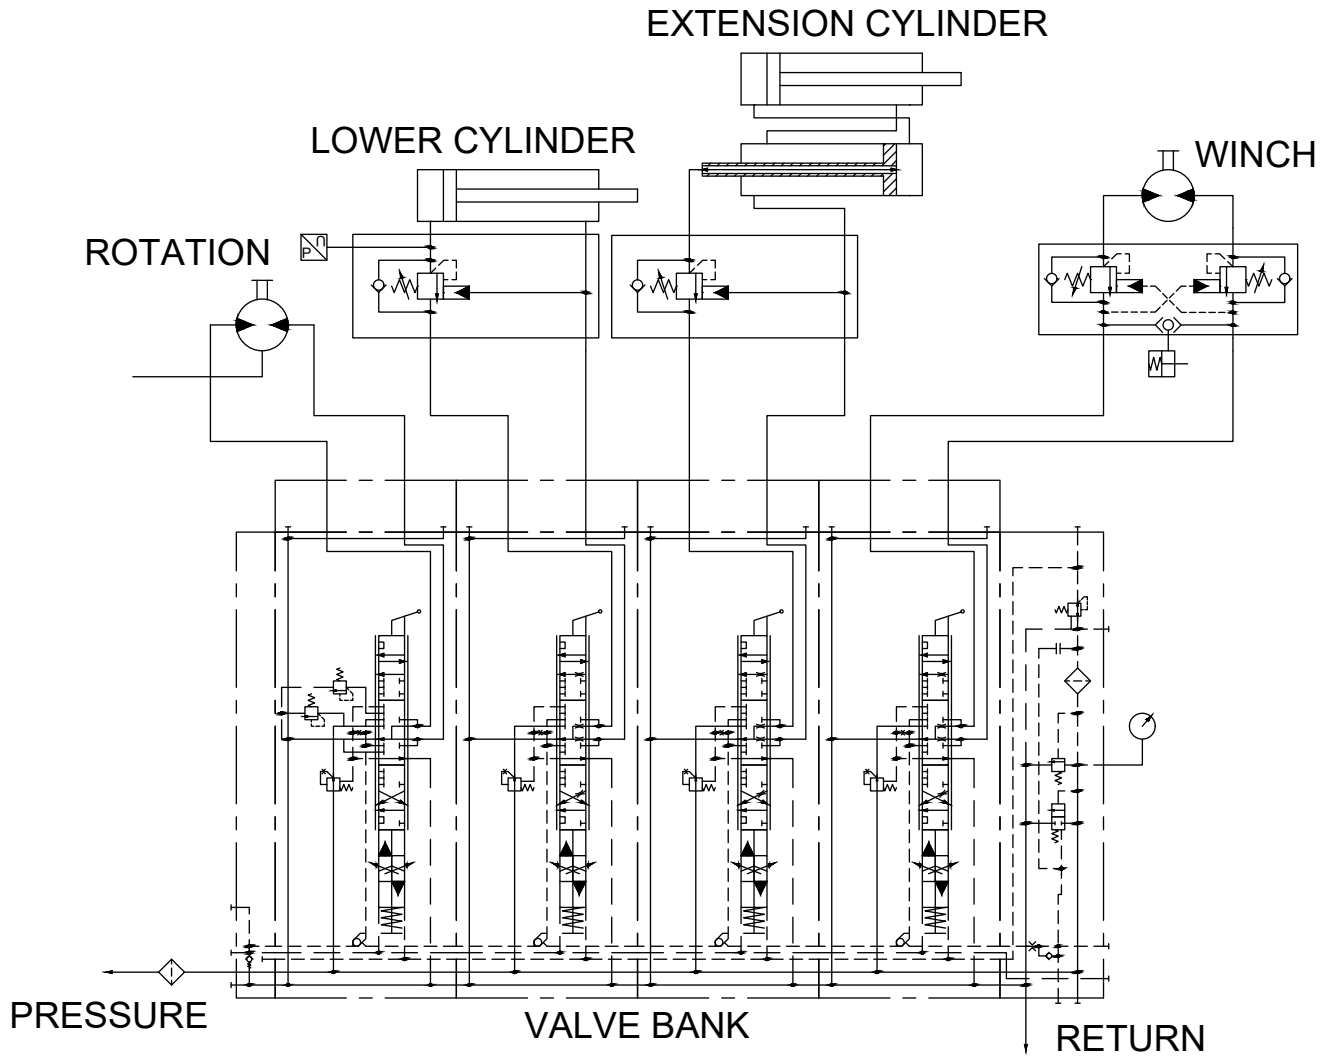 EXTENSION CYLINDER
LOWER CYLINDER
WINCH
ROTATION
P n
PRESSURE
VALVE BANK
RETURN